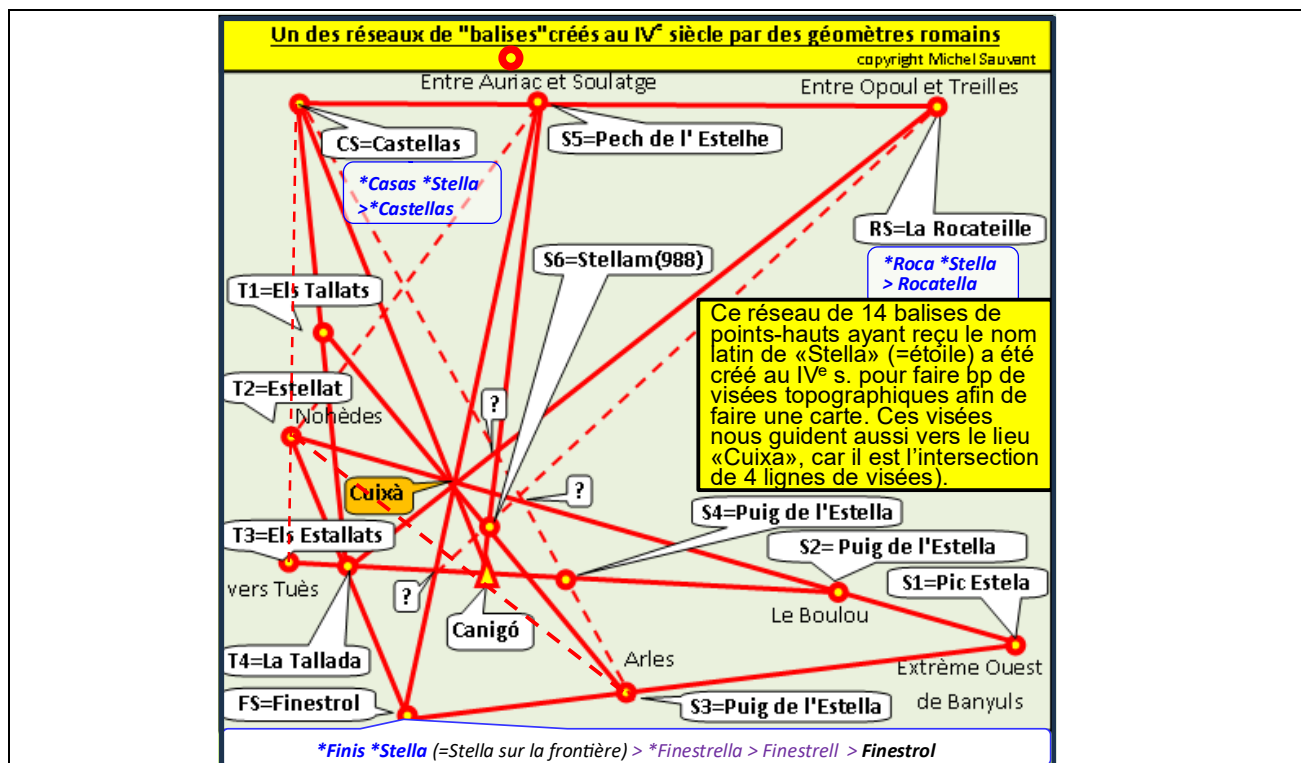 Un des réseaux de "balises"créés au IVe siècle par des géomètres romains
copyright Michel Sauvant
Entre Auriac et Soulatge
Entre Opoul et Treilles
CS=Castellas
S5=Pech de l' Estelhe
*Casas *Stella
>*Castellas
RS=La Rocateille
*Roca *Stella
> Rocatella
S6=Stellam(988)
T1=Els Tallats
Ce réseau de 14 balises de
points-hauts ayant reçu le nom
latin de «Stella» (=étoile) a été
créé au IVe s. pour faire bp de
visées topographiques afin de
faire une carte. Ces visées
nous guident aussi vers le lieu
«Cuixa», car il est l’intersection
de 4 lignes de visées).
T2=Estellat
Nohèdes
?
Cuixà
?
S4=Puig de l'Estella
T3=Els Estallats
S2= Puig de l'Estella
S1=Pic Estela
vers Tuès
?
Le Boulou
Canigó
T4=La Tallada
Arles
Extrème Ouest
de Banyuls
FS=Finestrol
S3=Puig de l'Estella
*Finis *Stella (=Stella sur la frontière) > *Finestrella > Finestrell > Finestrol